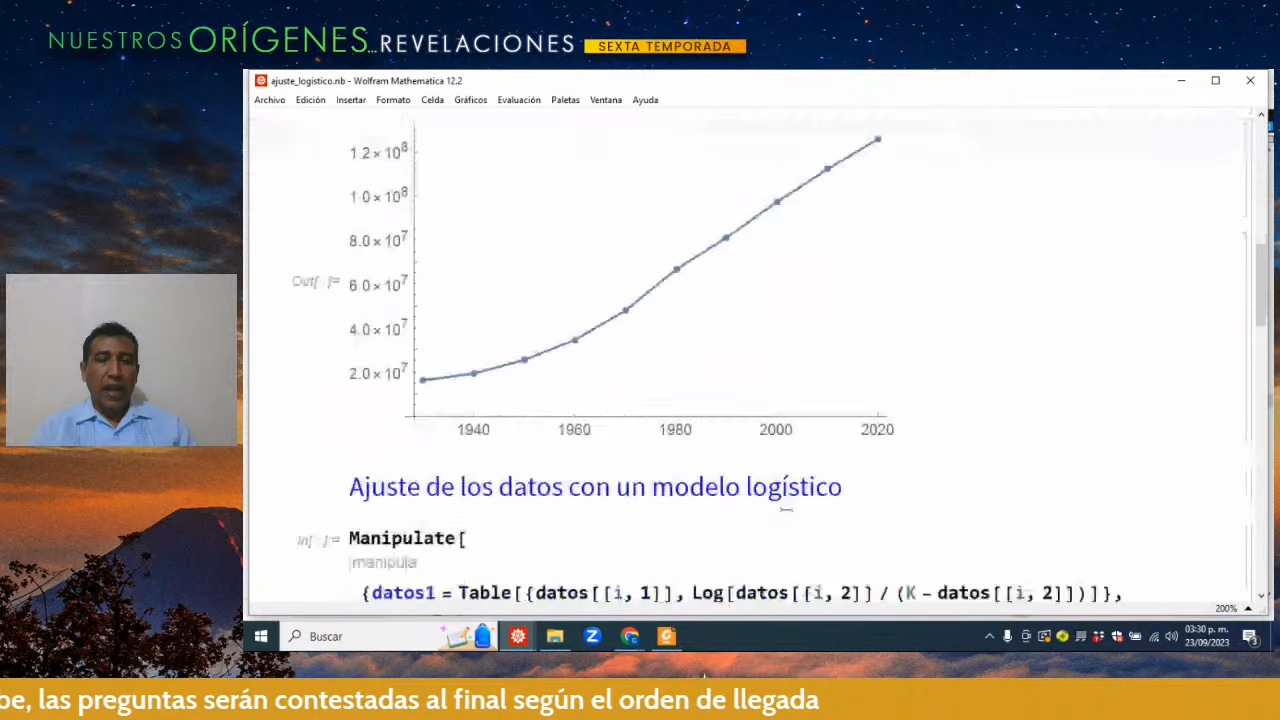 NUESTROS ORÍGENES...REVELACIONES SEXTA TEMPORADA
ajuste_logistico.nb - Wolfram Mathematica 12.2
Archivo Edición Insertar Formato Celda Gráficos Evaluación Paletas Ventana Ayuda
1.2 × 10^8
1.0 × 10^8
8.0 × 10^7
Out[ ]= 6.0 × 10^7
4.0 × 10^7
2.0 × 10^7
1940 1960 1980 2000 2020
Ajuste de los datos con un modelo logístico
In[ ]:= Manipulate[
manipula
{datos1 = Table[{datos[[i, 1]], Log[datos[[i, 2]] / (K - datos[[i, 2]])]},
200%
Buscar
03:30 p. m.
23/09/2023
3
be, las preguntas serán contestadas al final según el orden de llegada